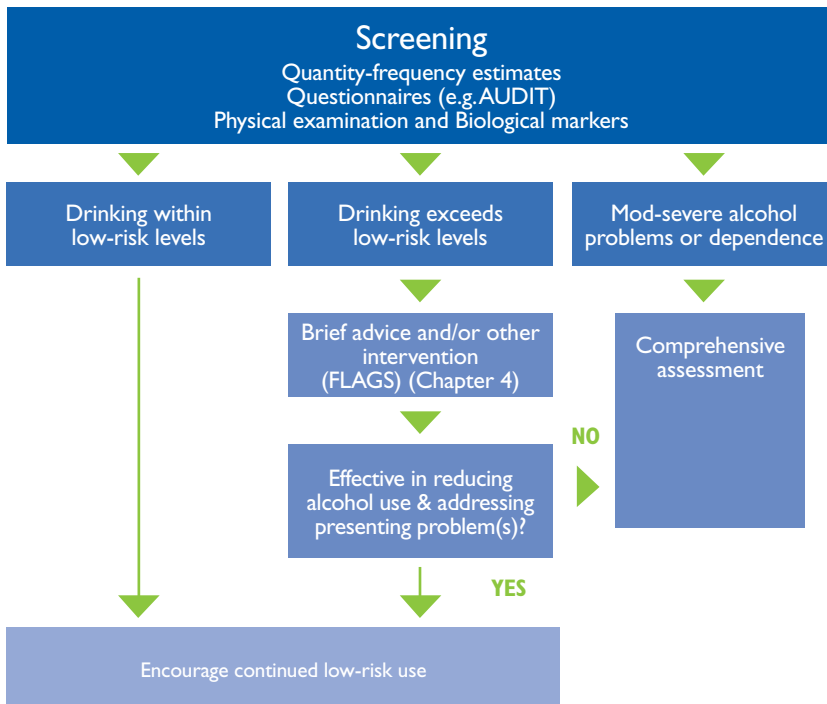 Screening
Quantity-frequency estimates
Questionnaires (e.g. AUDIT)
Physical examination and Biological markers
Drinking within
low-risk levels
Drinking exceeds
low-risk levels
Mod-severe alcohol
problems or dependence
Brief advice and/or other
intervention
(FLAGS) (Chapter 4)
Comprehensive
assessment
NO
Effective in reducing
alcohol use & addressing
presenting problem(s)?
YES
Encourage continued low-risk use